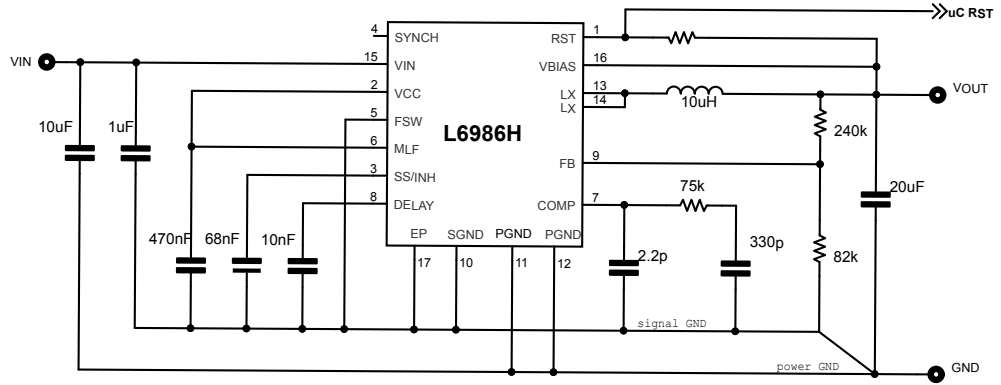 uC RST
4
SYNCH
RST
1
VIN
15
VIN
VBIAS
16
2
VCC
LX
13
VOUT
LX
14
10uH
10uF
1uF
5
FSW
L6986H
240k
6
MLF
FB
9
3
SS/INH
75k
20uF
8
DELAY
COMP
7
470nF
68nF
10nF
EP
SGND
PGND
PGND
330p
82k
17
10
11
12
2.2p
signal GND
power GND
GND